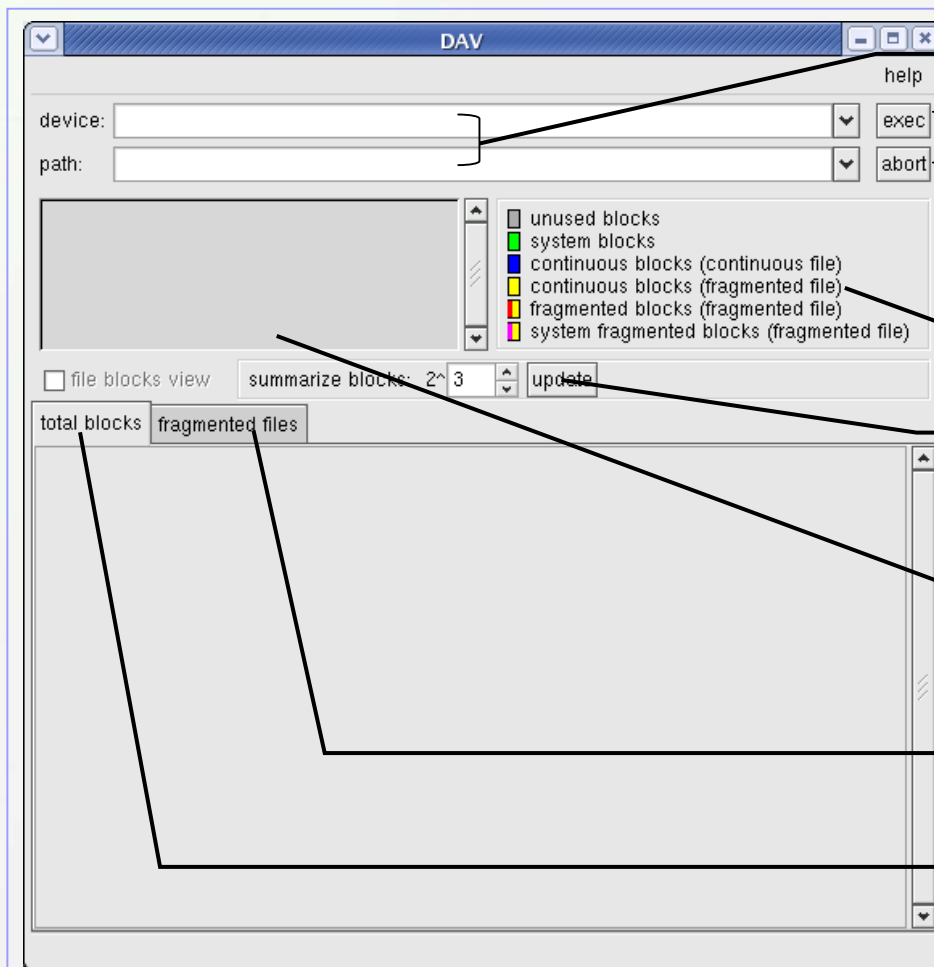 DAV
help
device:
exec
path:
abort
unused blocks
system blocks
continuous blocks (continuous file)
continuous blocks (fragmented file)
fragmented blocks (fragmented file)
system fragmented blocks (fragmented file)
file blocks view summarize blocks: 2^ 3 update
total blocks fragmented files